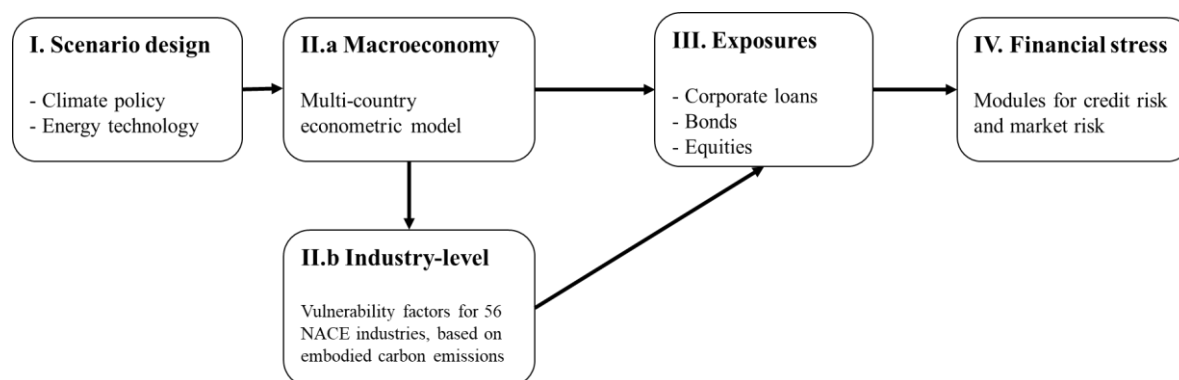 I. Scenario design
- Climate policy
- Energy technology
II.a Macroeconomy
Multi-country
econometric model
III. Exposures
- Corporate loans
- Bonds
- Equities
IV. Financial stress
Modules for credit risk
and market risk
II.b Industry-level
Vulnerability factors for 56
NACE industries, based on
embodied carbon emissions